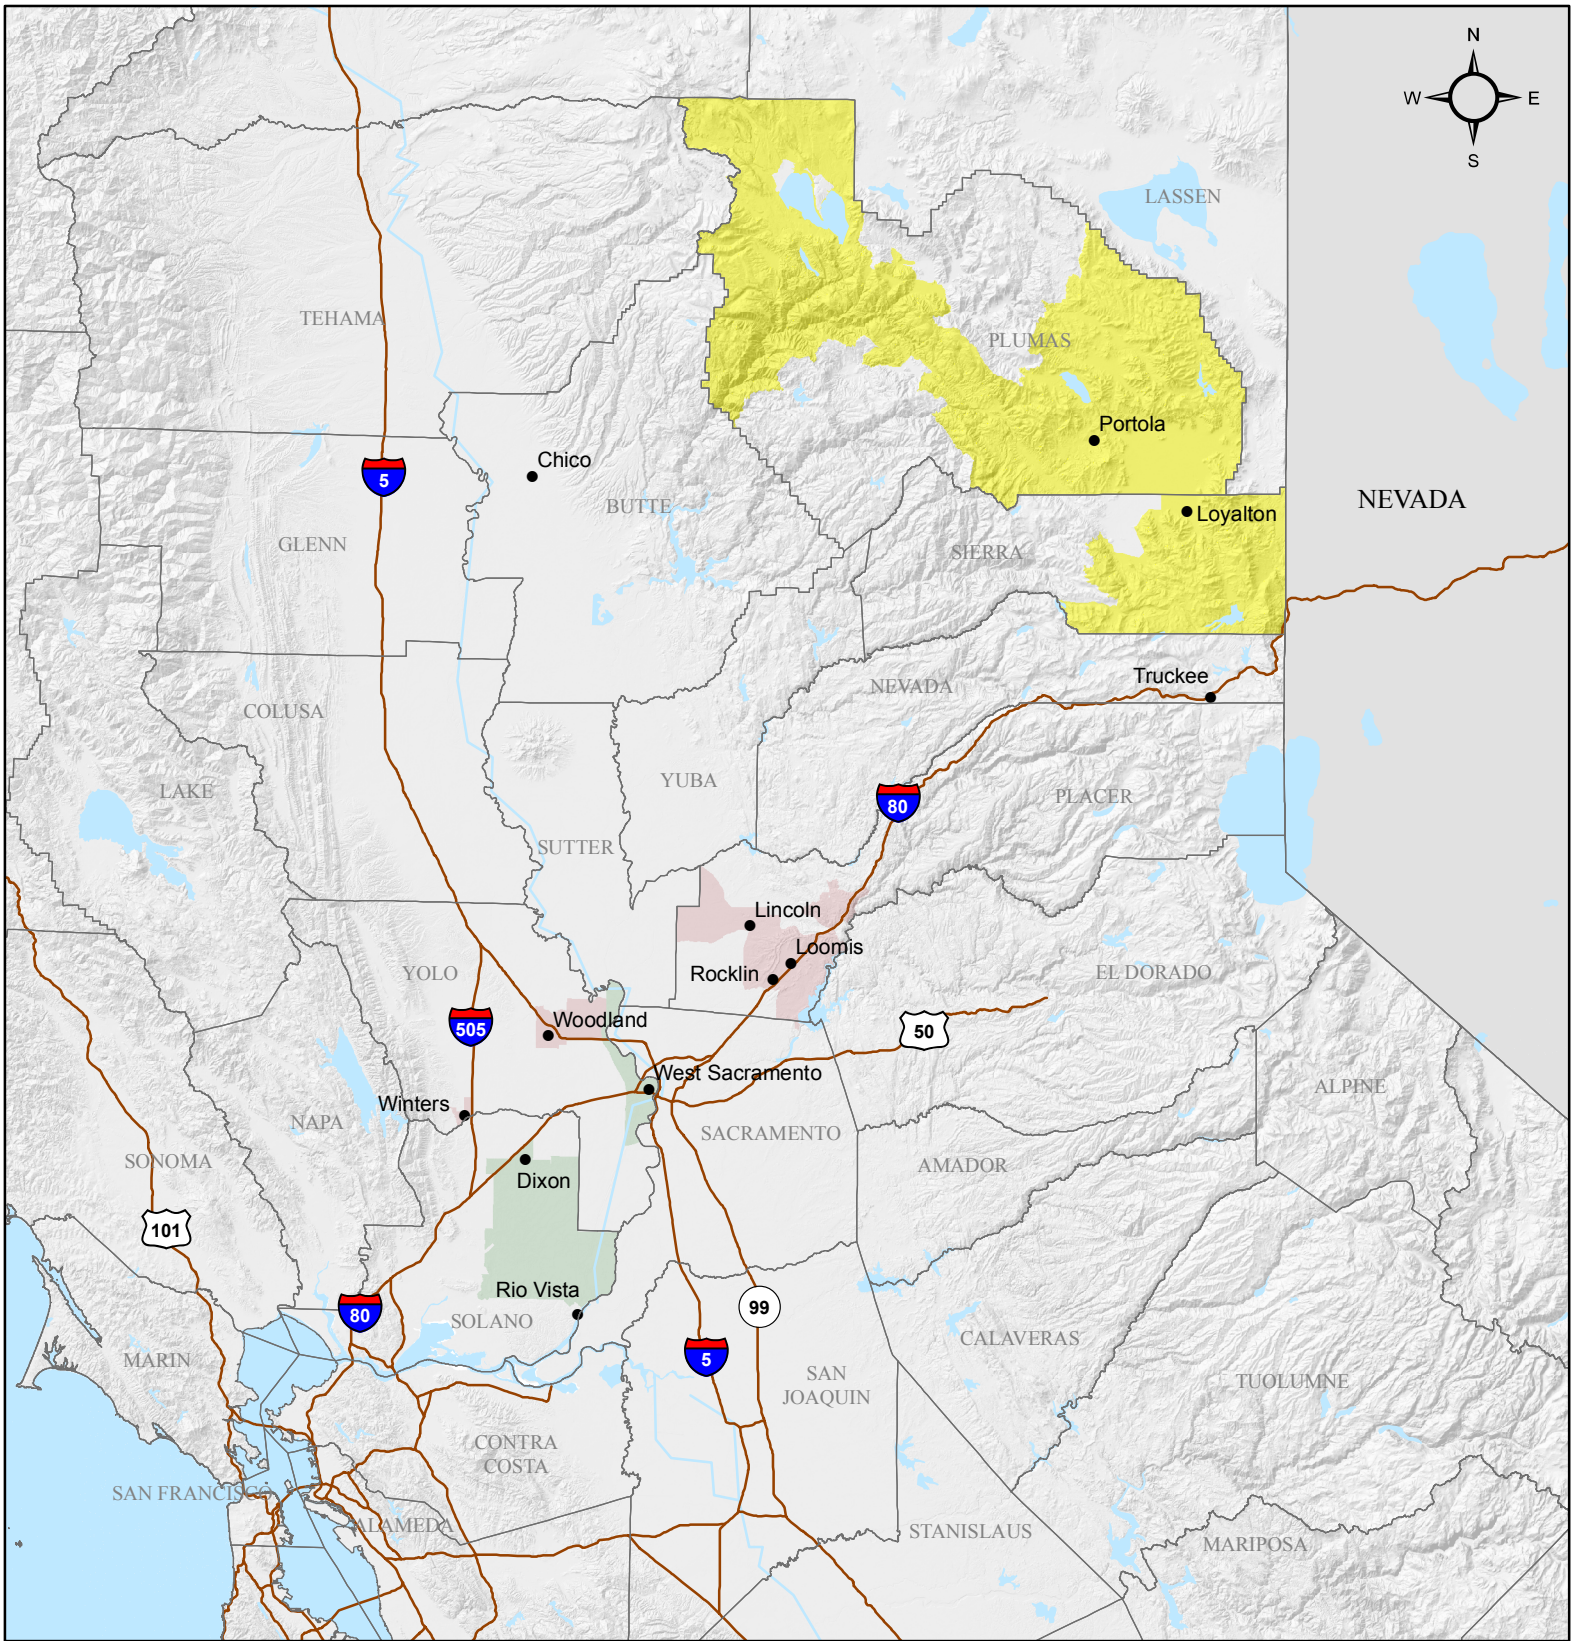 N
W E
S
LASSEN
TEHAMA
PLUMAS
Portola
Chico
5
NEVADA
BUTTE
Loyalton
GLENN
SIERRA
Truckee
NEVADA
COLUSA
YUBA
LAKE
PLACER
80
SUTTER
Lincoln
Loomis
YOLO
Rocklin
EL DORADO
505
Woodland
50
West Sacramento
ALPINE
Winters
NAPA
SACRAMENTO
SONOMA
AMADOR
Dixon
101
Rio Vista
80
SOLANO
99
CALAVERAS
MARIN
5
SAN
JOAQUIN
TUOLUMNE
CONTRA
COSTA
SAN FRANCISCO
ALAMEDA
STANISLAUS
MARIPOSA